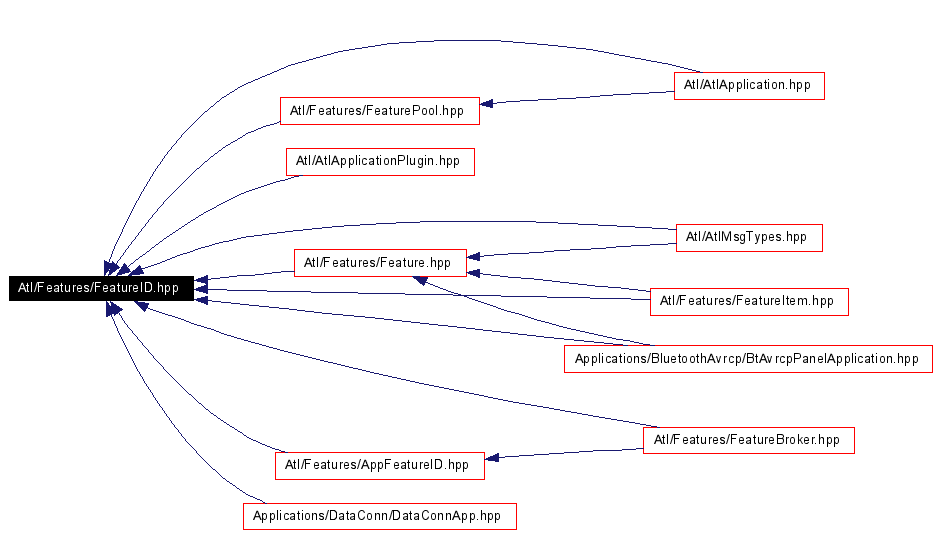 Atl/AtlApplication.hpp
Atl/Features/FeaturePool.hpp
Atl/AtlApplicationPlugin.hpp
Atl/AtlMsgTypes.hpp
Atl/Features/Feature.hpp
Atl/Features/FeatureID.hpp
Atl/Features/FeatureItem.hpp
Applications/BluetoothAvrcp/BtAvrcpPanelApplication.hpp
Atl/Features/FeatureBroker.hpp
Atl/Features/AppFeatureID.hpp
Applications/DataConn/DataConnApp.hpp